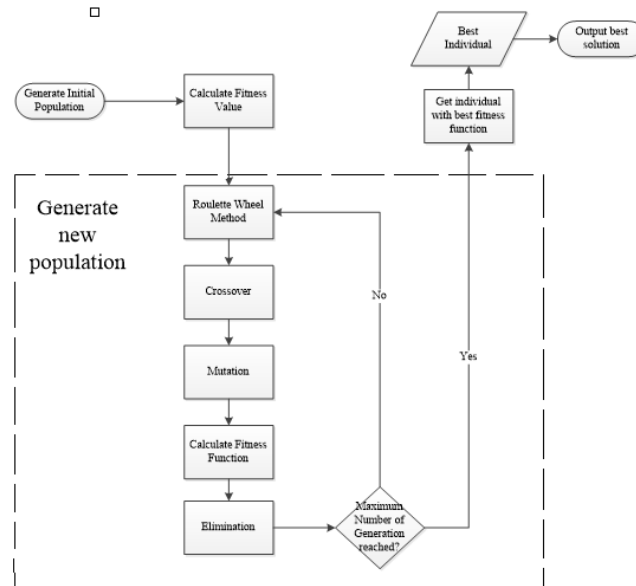 Generate Initial
Population
Calculate Fitness
Value
Best
Individual
Output best
solution
Get individual
with best fitness
function
Generate
new
population
Roulette Wheel
Method
Crossover
Mutation
Calculate Fitness
Function
Elimination
Maximum
Number of
Generation
reached?
No
Yes